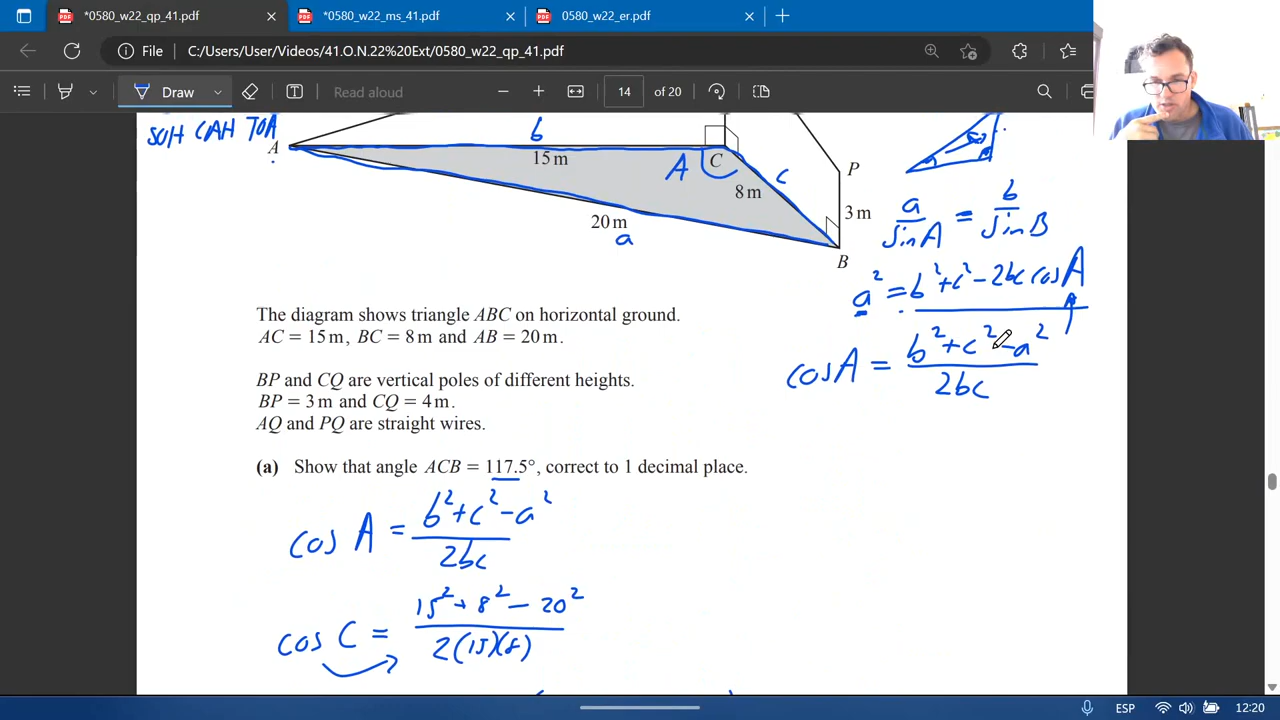 *0580_w22_qp_41.pdf
*0580_w22_ms_41.pdf
0580_w22_er.pdf
File C:/Users/User/Videos/41.O.N.22%20Ext/0580_w22_qp_41.pdf
Draw
Read aloud
14 of 20
SOH CAH TOA
A
b
15 m
A
C
c
8 m
P
3 m
20 m
a
B
a/SinA = b/SinB
a² = b²+c²-2bc cosA
A
cosA = b²+c²-a²/2bc
The diagram shows triangle ABC on horizontal ground.
AC = 15 m, BC = 8 m and AB = 20 m.
BP and CQ are vertical poles of different heights.
BP = 3 m and CQ = 4 m.
AQ and PQ are straight wires.
(a) Show that angle ACB = 117.5°, correct to 1 decimal place.
cos A = b²+c²-a²/2bc
cos C = 15²+8²-20²/2(15)(8)
ESP
12:20